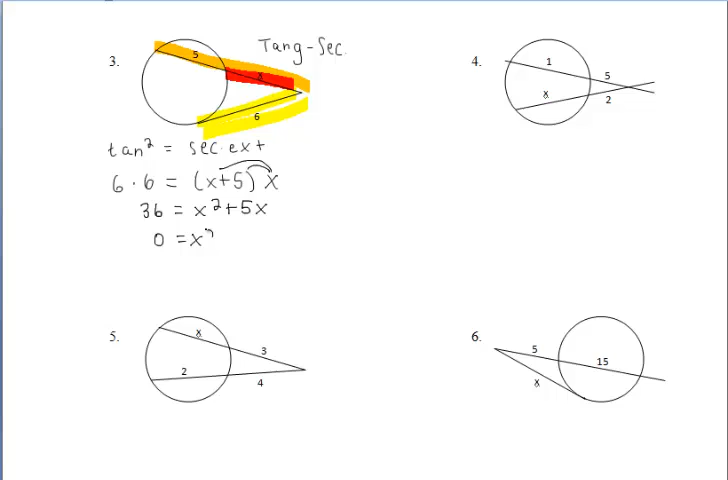 Tang-Sec.
3.
5
x
6
tan² = sec·ext
6·6 = (x+5)x
36 = x²+5x
0 = x²
4.
1
5
x
2
5.
x
3
2
4
6.
5
15
x